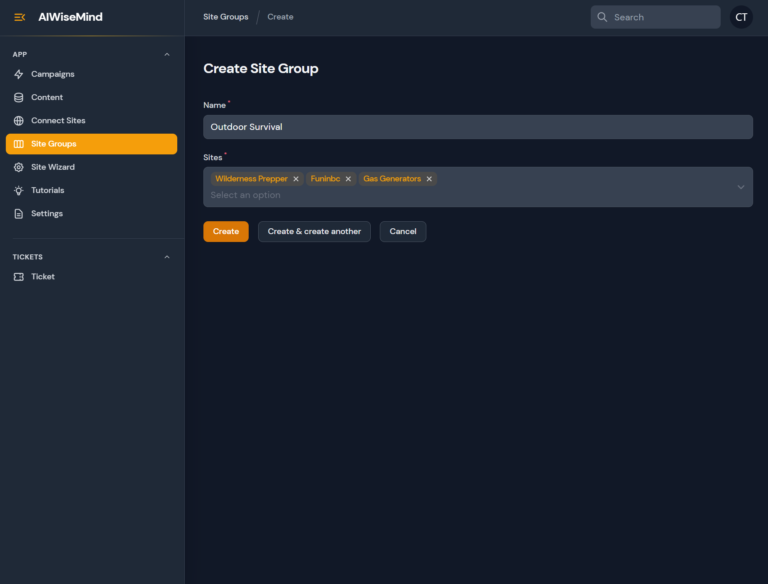 AIWiseMind
Site Groups / Create
Search
CT
APP
Campaigns
Content
Connect Sites
Site Groups
Site Wizard
Tutorials
Settings
TICKETS
Ticket
Create Site Group
Name*
Outdoor Survival
Sites*
Wilderness Prepper × Funinbc × Gas Generators ×
Select an option
Create
Create & create another
Cancel